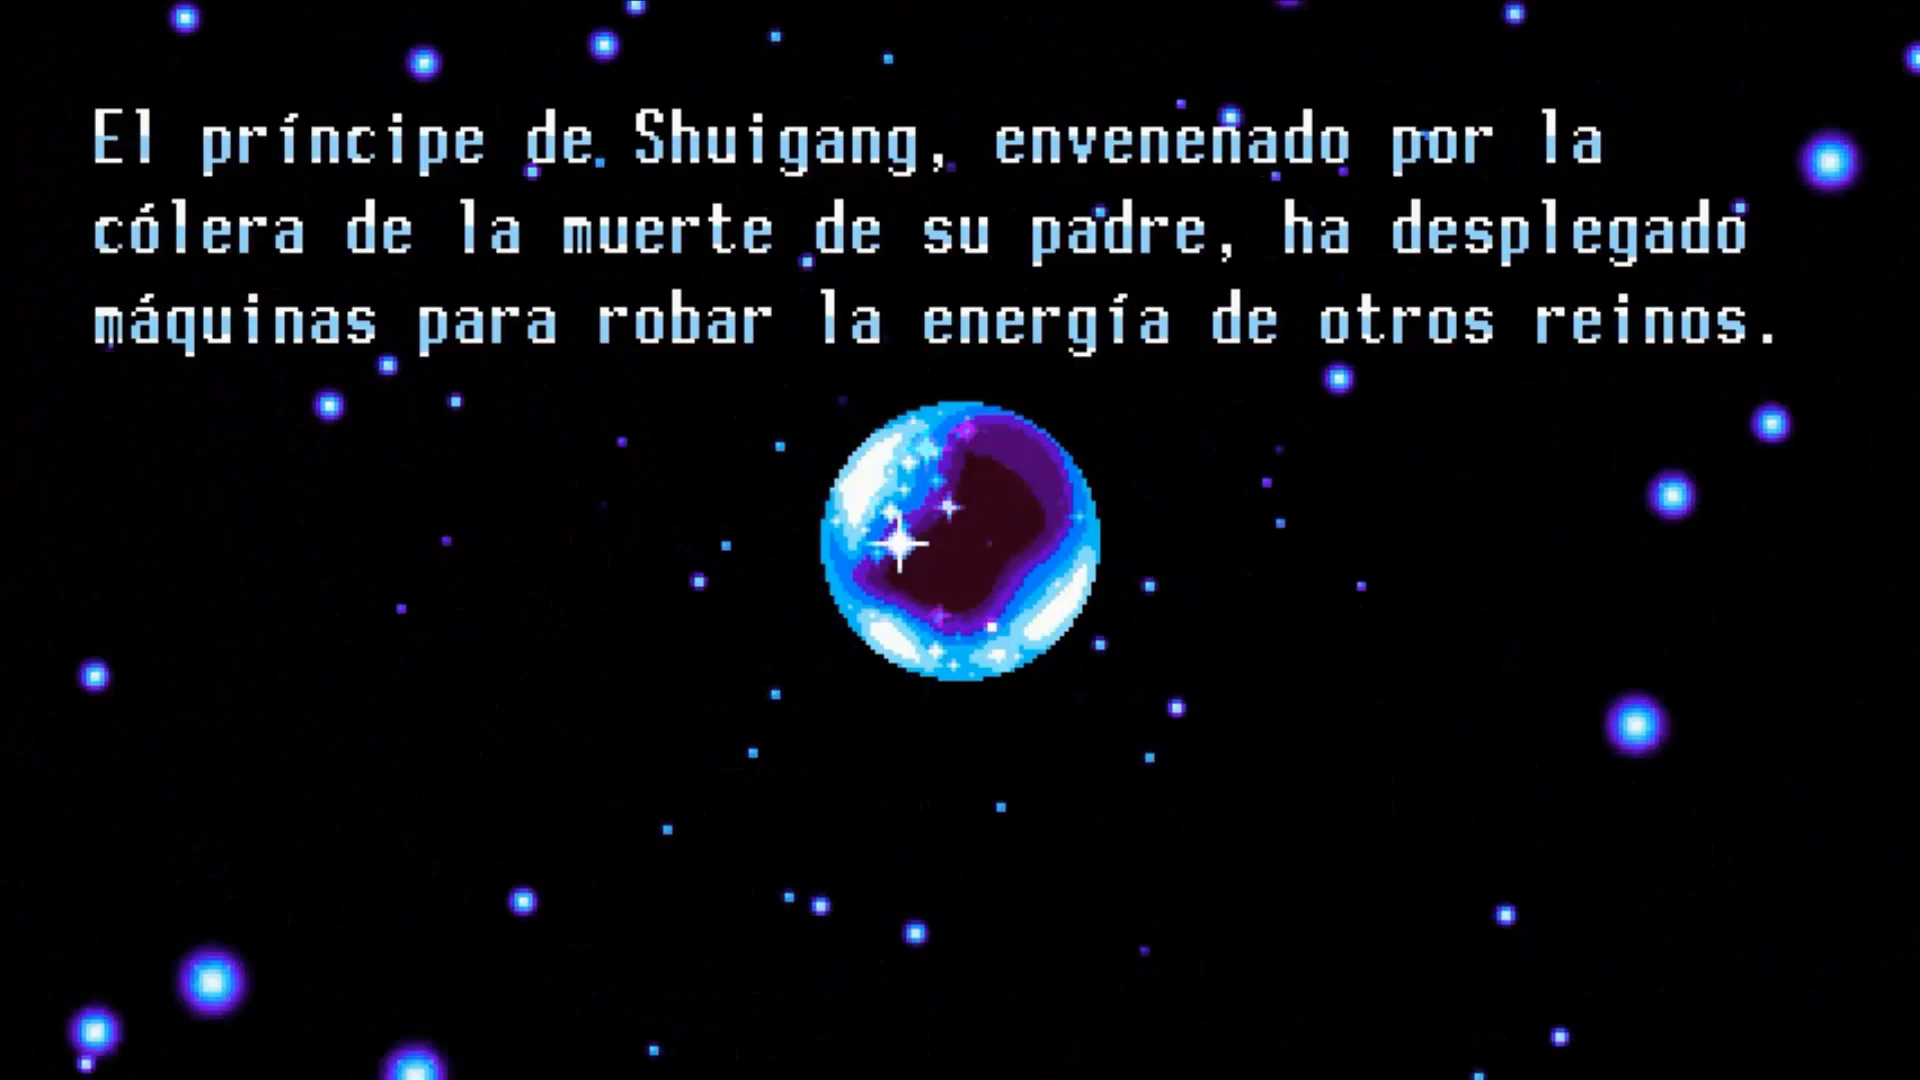 El príncipe de Shuigang, envenenado por la
cólera de la muerte de su padre, ha desplegado
máquinas para robar la energía de otros reinos.